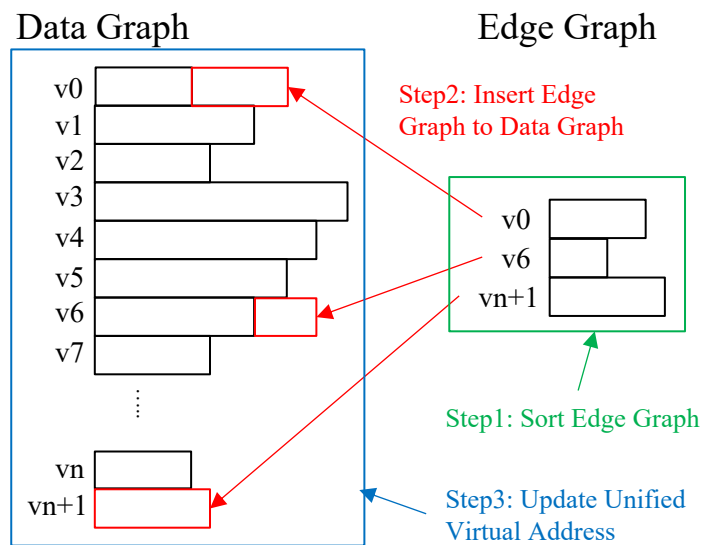 Data Graph
Edge Graph
v0
v1
v2
v3
v4
v5
v6
v7
......
vn
vn+1
Step2: Insert Edge
Graph to Data Graph
v0
v6
vn+1
Step1: Sort Edge Graph
Step3: Update Unified
Virtual Address